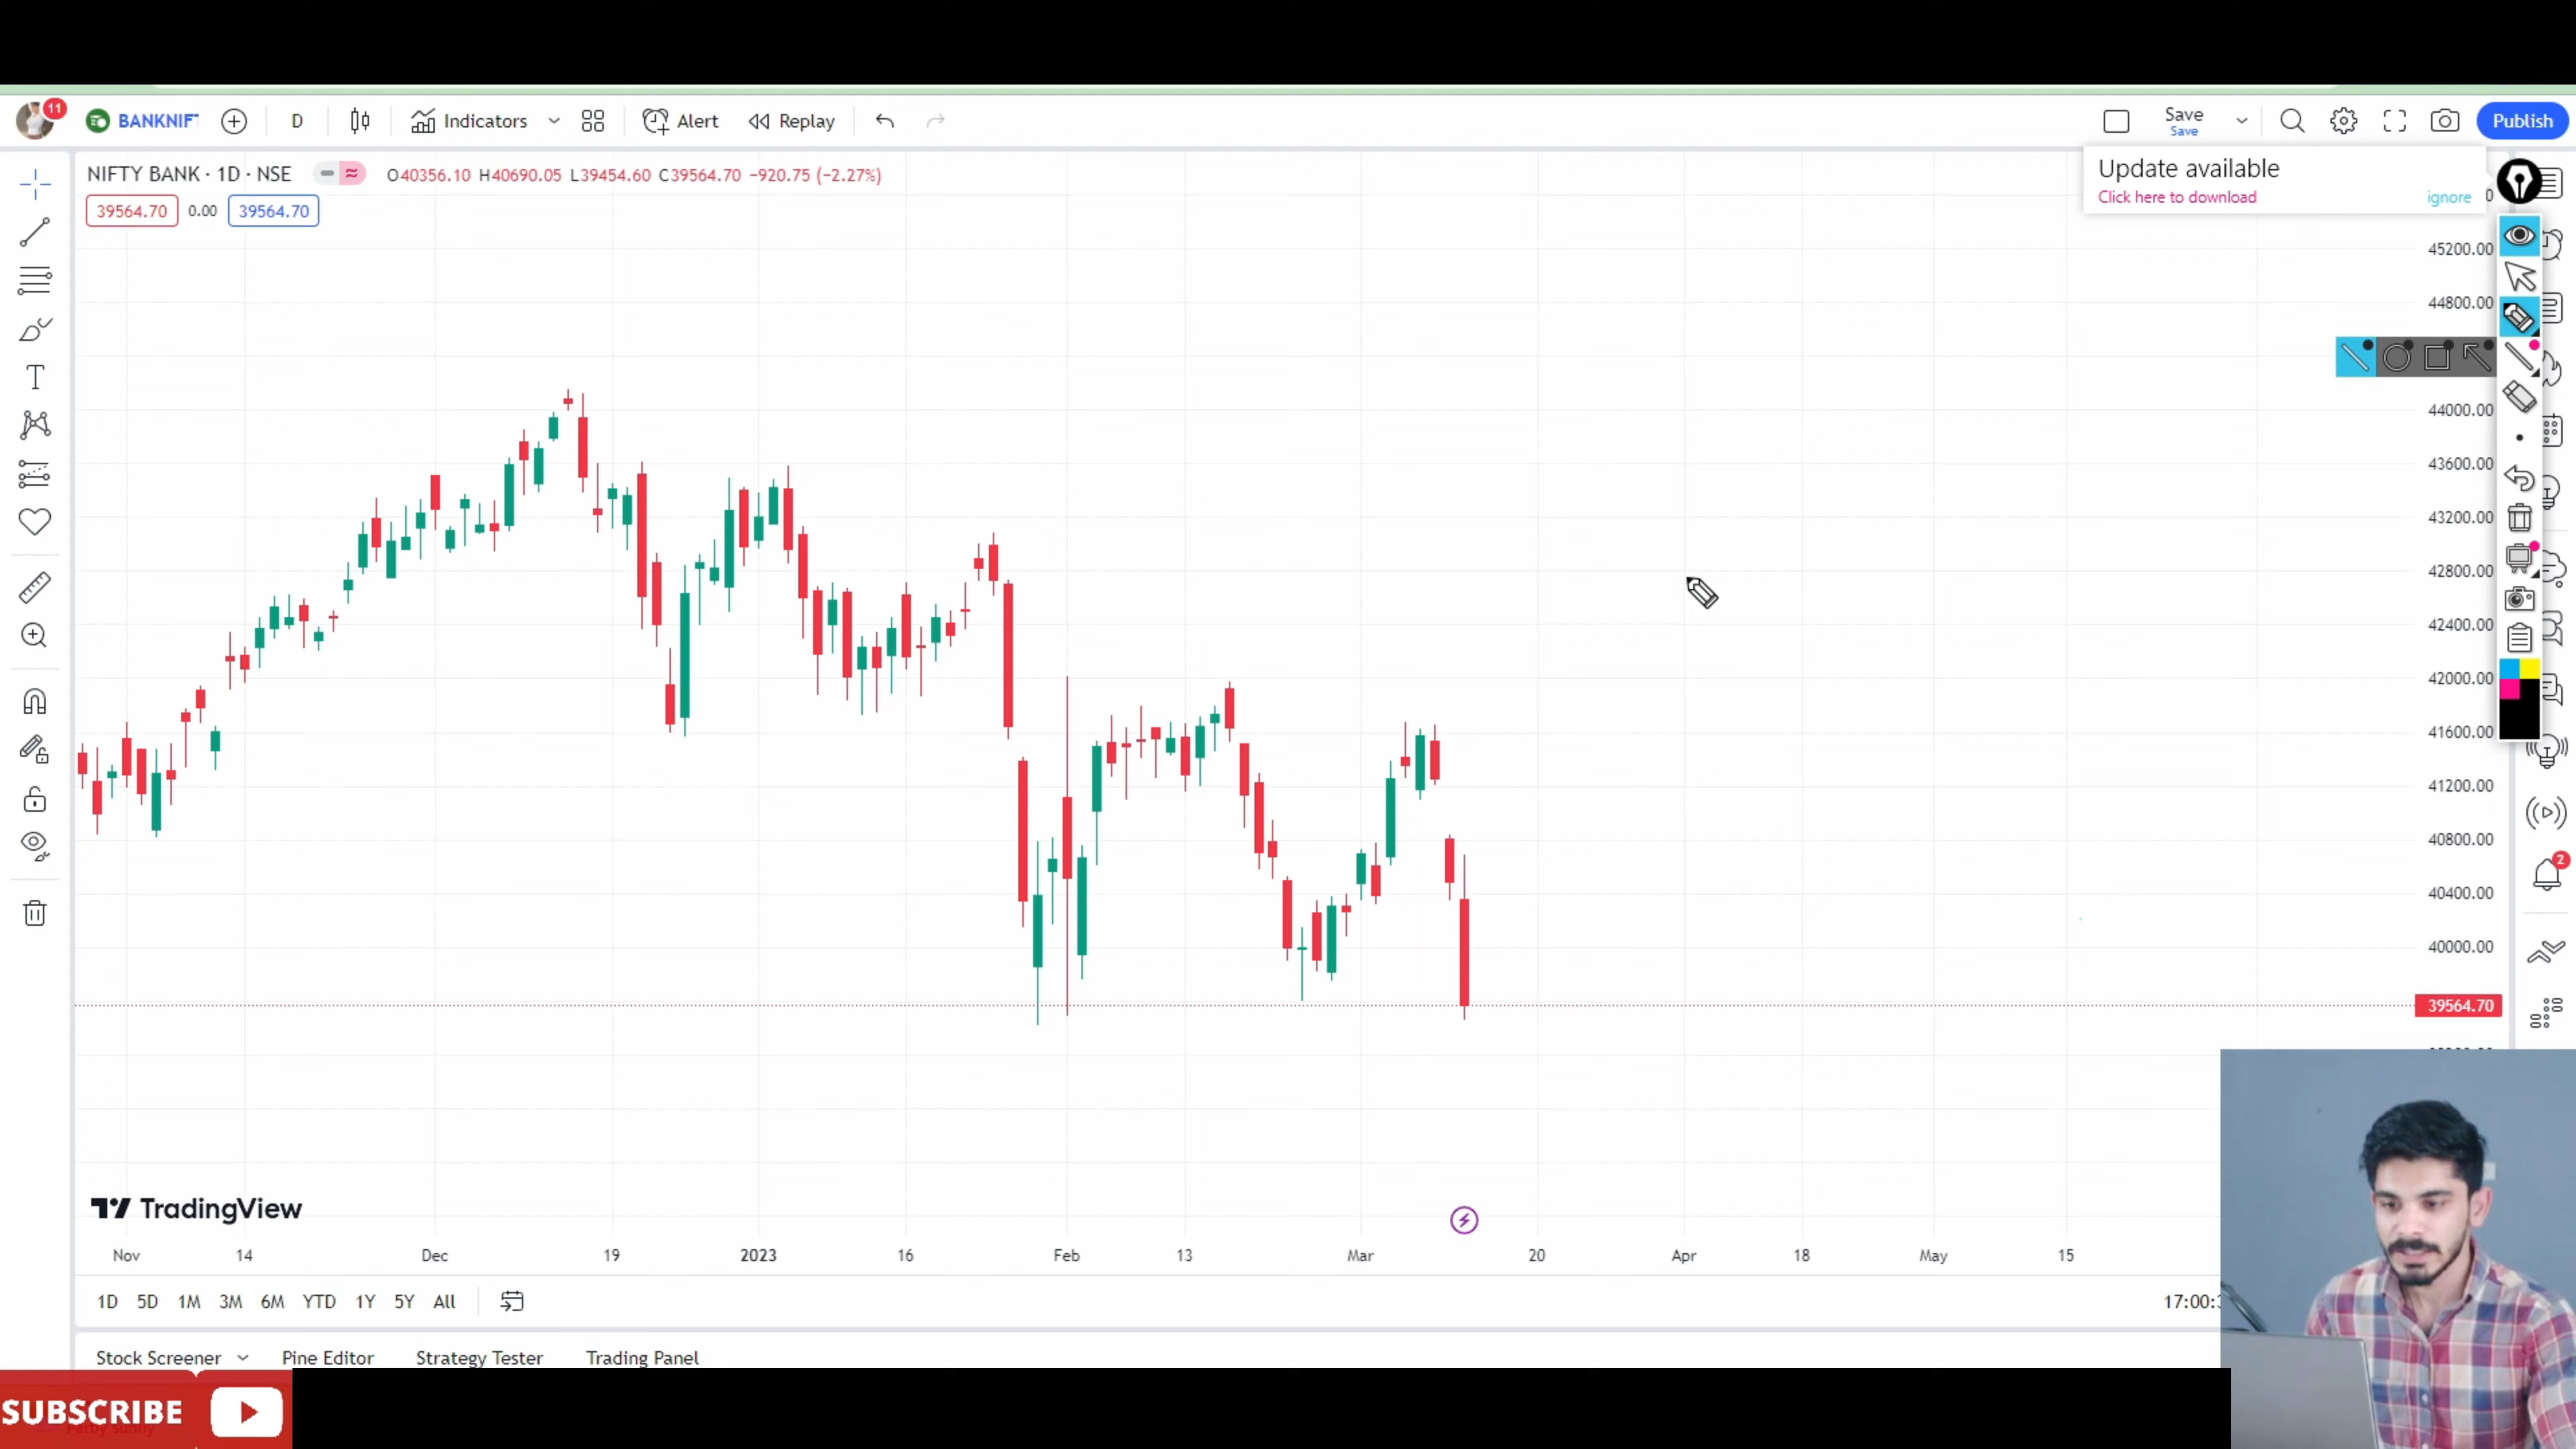 11
BANKNIF
D
Indicators
Alert
Replay
Save
Save
Publish
NIFTY BANK · 1D · NSE
O40356.10 H40690.05 L39454.60 C39564.70 −920.75 (−2.27%)
39564.70 0.00 39564.70
Update available
Click here to download
ignore
45200.00
44800.00
44000.00
43600.00
43200.00
42800.00
42400.00
42000.00
41600.00
41200.00
40800.00
40400.00
40000.00
39564.70
2
TradingView
Nov 14 Dec 19 2023 16 Feb 13 Mar 20 Apr 18 May 15
1D 5D 1M 3M 6M YTD 1Y 5Y All
17:00:
Stock Screener Pine Editor Strategy Tester Trading Panel
SUBSCRIBE